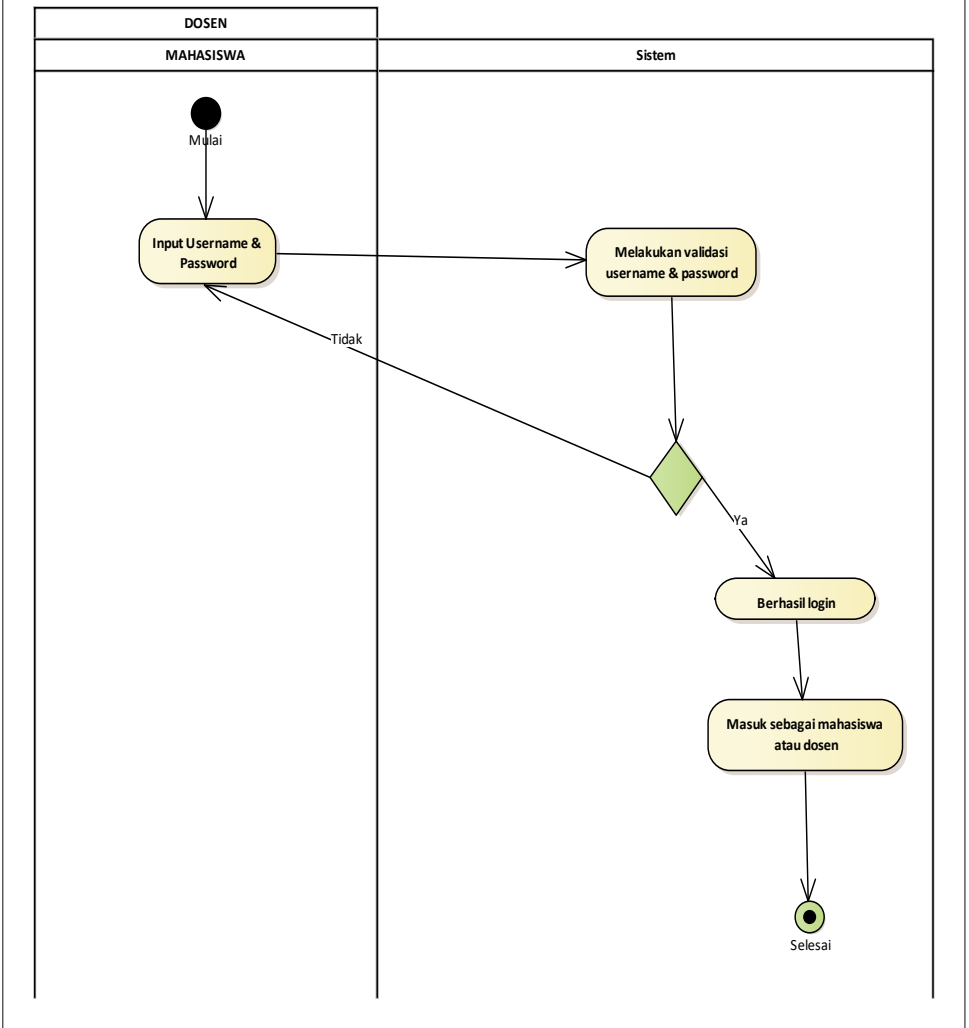 DOSEN
MAHASISWA
Sistem
Mulai
Input Username &
Password
Melakukan validasi
username & password
Tidak
Ya
Berhasil login
Masuk sebagai mahasiswa
atau dosen
Selesai